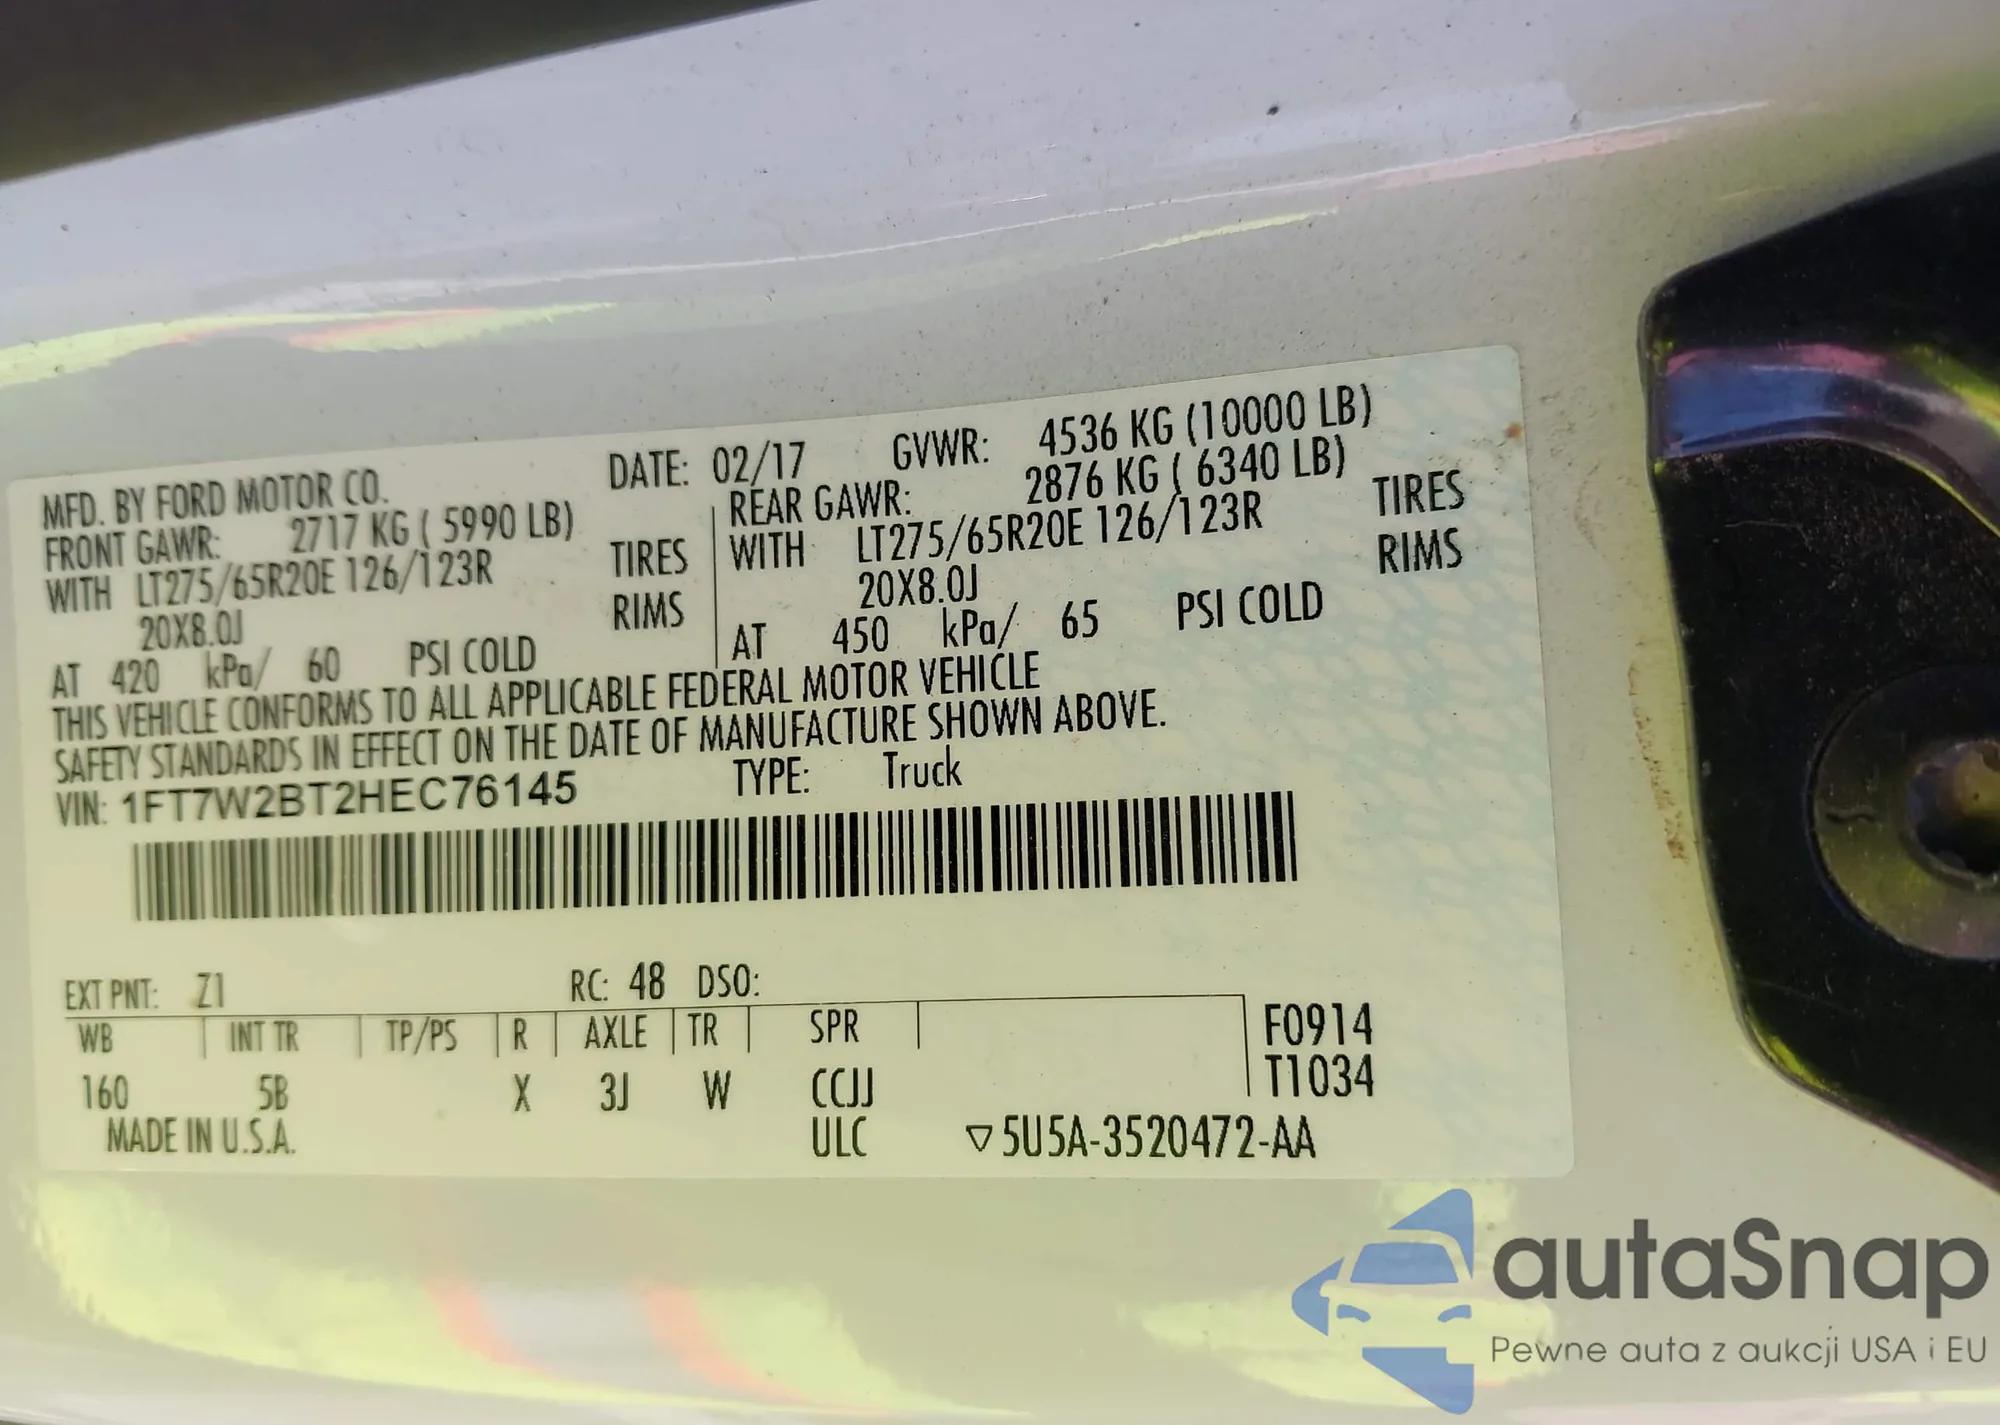 MFD. BY FORD MOTOR CO. DATE: 02/17 GVWR: 4536 KG (10000 LB)
FRONT GAWR: 2717 KG ( 5990 LB) REAR GAWR: 2876 KG ( 6340 LB)
WITH LT275/65R20E 126/123R TIRES WITH LT275/65R20E 126/123R TIRES
20X8.0J RIMS 20X8.0J RIMS
AT 420 kPa/ 60 PSI COLD AT 450 kPa/ 65 PSI COLD
THIS VEHICLE CONFORMS TO ALL APPLICABLE FEDERAL MOTOR VEHICLE
SAFETY STANDARDS IN EFFECT ON THE DATE OF MANUFACTURE SHOWN ABOVE.
VIN: 1FT7W2BT2HEC76145 TYPE: Truck
EXT PNT: Z1 RC: 48 DSO:
WB INT TR TP/PS R AXLE TR SPR F0914
160 5B X 3J W CCJJ T1034
MADE IN U.S.A. ULC ▽5U5A-3520472-AA
autaSnap
Pewne auta z aukcji USA i EU